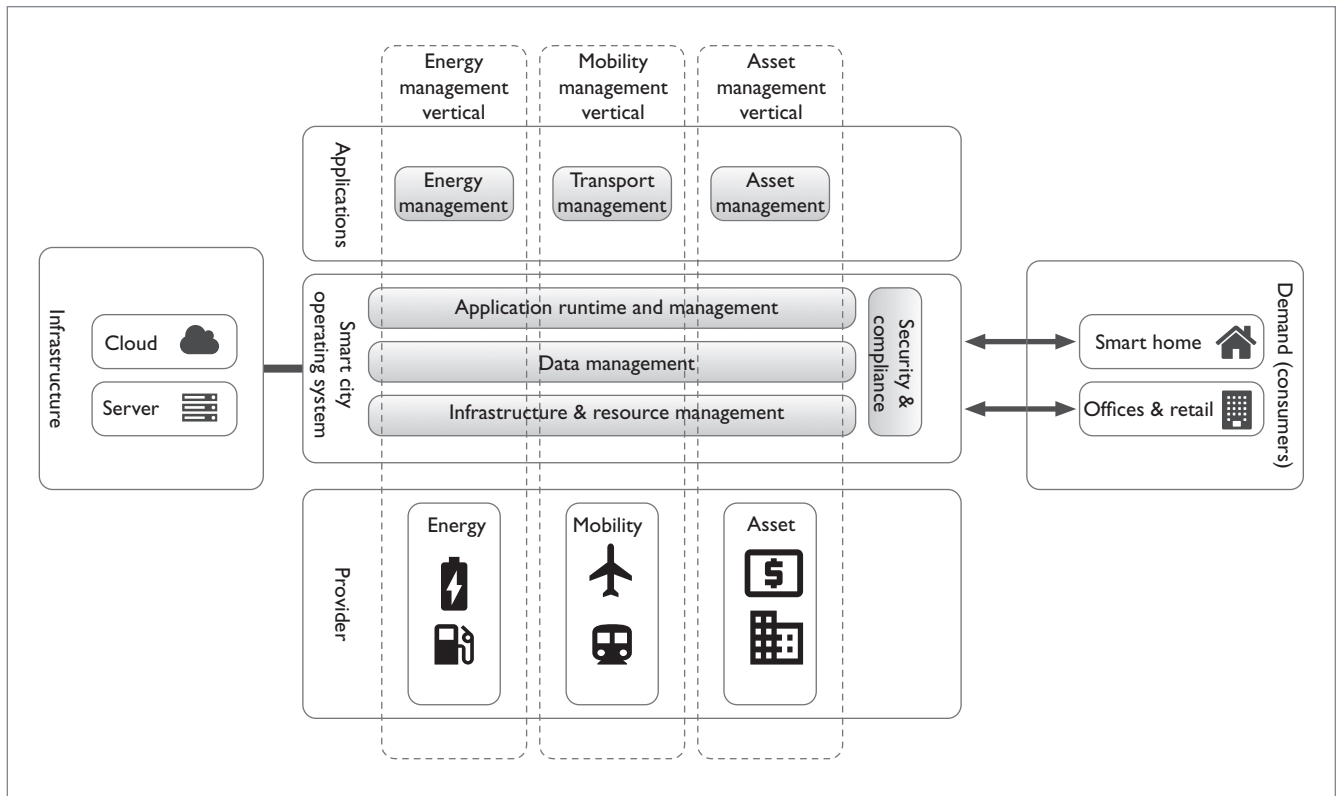 Energy
management
vertical
Mobility
management
vertical
Asset
management
vertical
Applications
Energy
management
Transport
management
Asset
management
Infrastructure
Cloud
Server
Smart city
operating system
Application runtime and management
Data management
Infrastructure & resource management
Security &
compliance
Demand (consumers)
Smart home
Offices & retail
Provider
Energy
Mobility
Asset
$